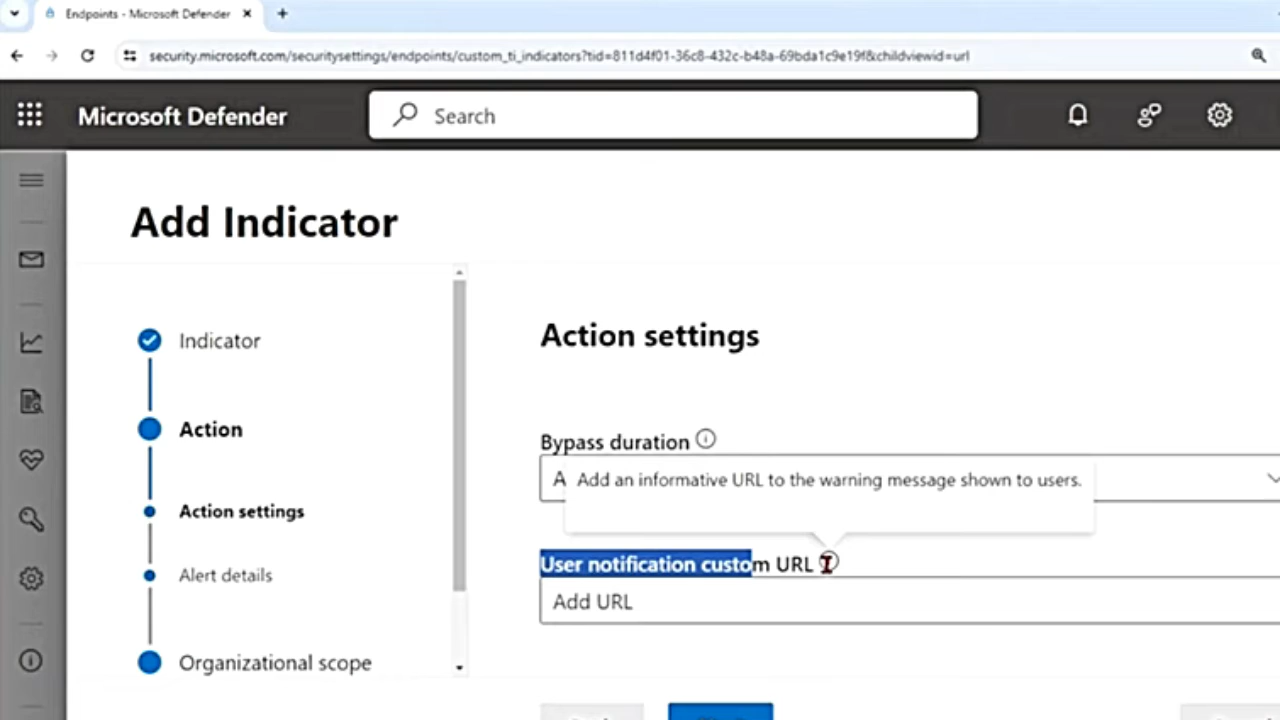 Endpoints - Microsoft Defender
security.microsoft.com/securitysettings/endpoints/custom_ti_indicators?tid=811d4f01-36c8-432c-b48a-69bda1c9e19f&childviewid=url
Microsoft Defender
Search
Add Indicator
Indicator
Action
Action settings
Alert details
Organizational scope
Action settings
Bypass duration
A
Add an informative URL to the warning message shown to users.
User notification custom URL
Add URL